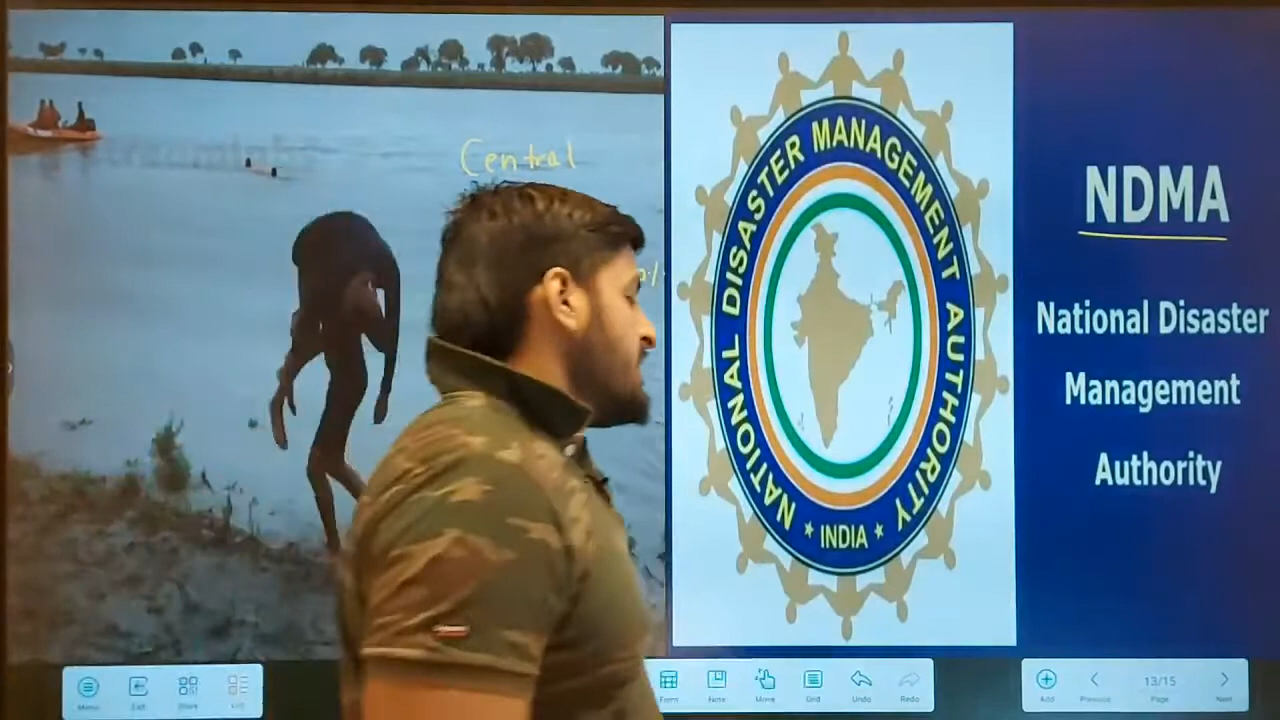 Central
NATIONAL DISASTER MANAGEMENT AUTHORITY
★ INDIA ★
NDMA
National Disaster
Management
Authority
Menu
Exit
Share
Form
Note
Move
Grid
Undo
Redo
Add
Previous
13/15
Page
Next